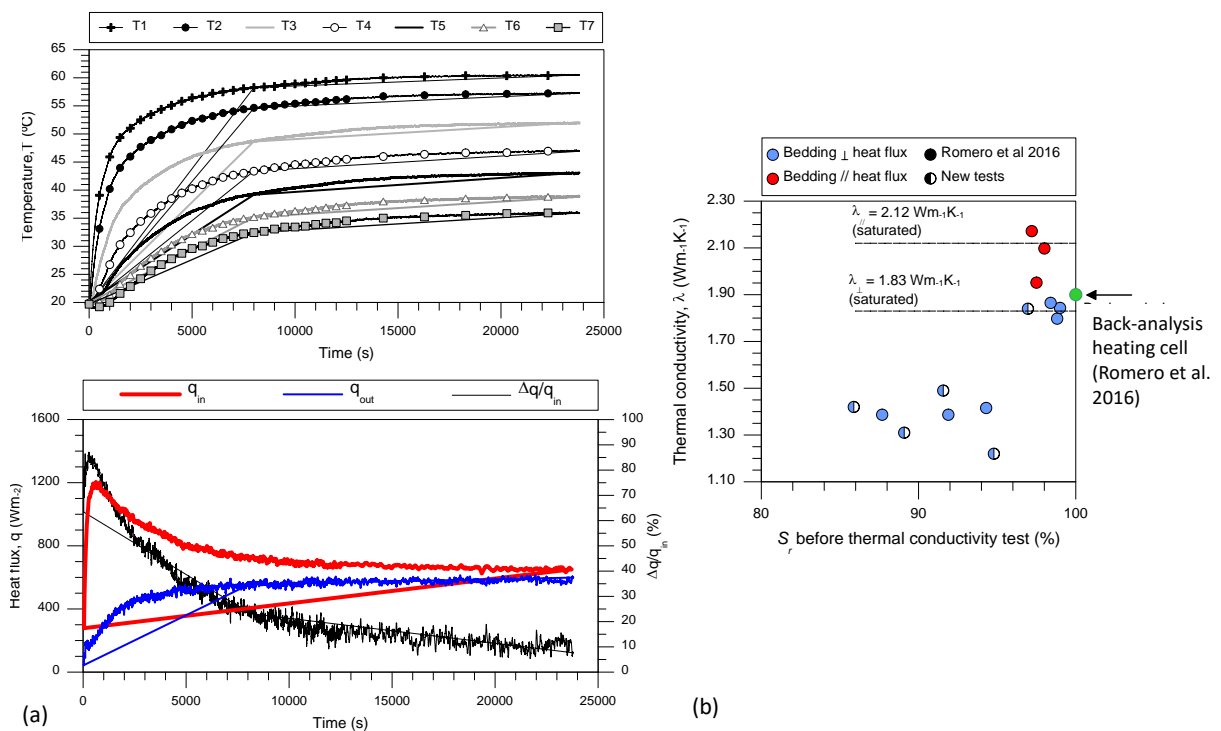 T1 T2 T3 T4 T5 T6 T7
0 5000 10000 15000 20000 25000
Time (s)
20
25
30
35
40
45
50
55
60
65
Temperature,T (ºC)
q in q out Δq/q in
0 5000 10000 15000 20000 25000
Time (s)
0
400
800
1200
1600
Heat flux, q (Wm-2)
0
10
20
30
40
50
60
70
80
90
100
Δq/q in (%)
(a)
Bedding ⊥ heat flux Romero et al 2016
Bedding // heat flux New tests
80 90 100
S r before thermal conductivity test (%)
1.10
1.30
1.50
1.70
1.90
2.10
2.30
Thermal conductivity, λ (Wm-1K-1)
λ// = 2.12 Wm-1K-1
(saturated)
λ⊥ = 1.83 Wm-1K-1
(saturated)
Back-analysis
heating cell
(Romero et al.
2016)
(b)